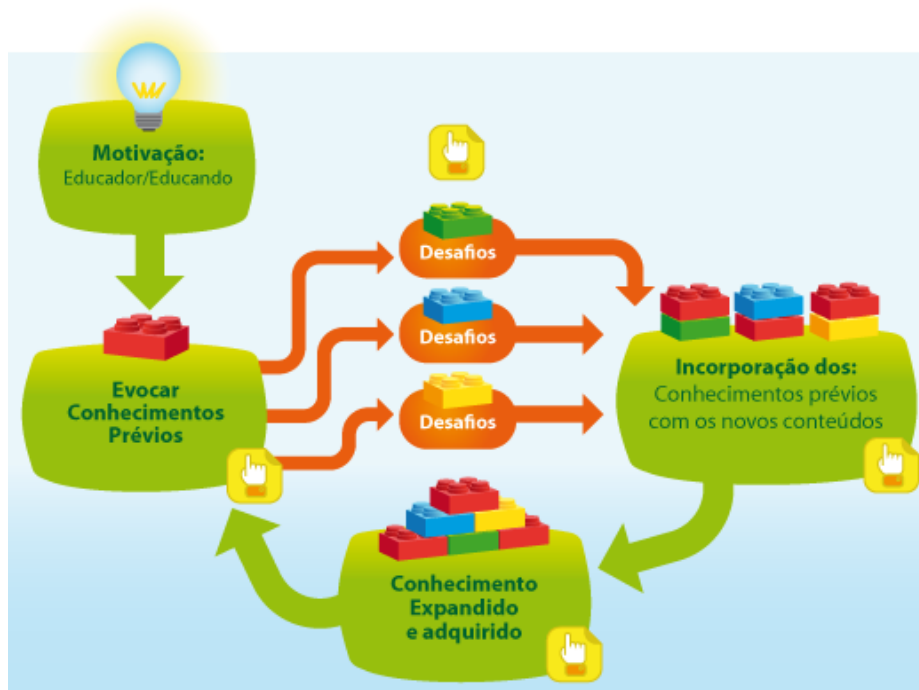 Motivação:
Educador/Educando
Evocar
Conhecimentos
Prévios
Desafios
Desafios
Desafios
Incorporação dos:
Conhecimentos prévios
com os novos conteúdos
Conhecimento
Expandido
e adquirido